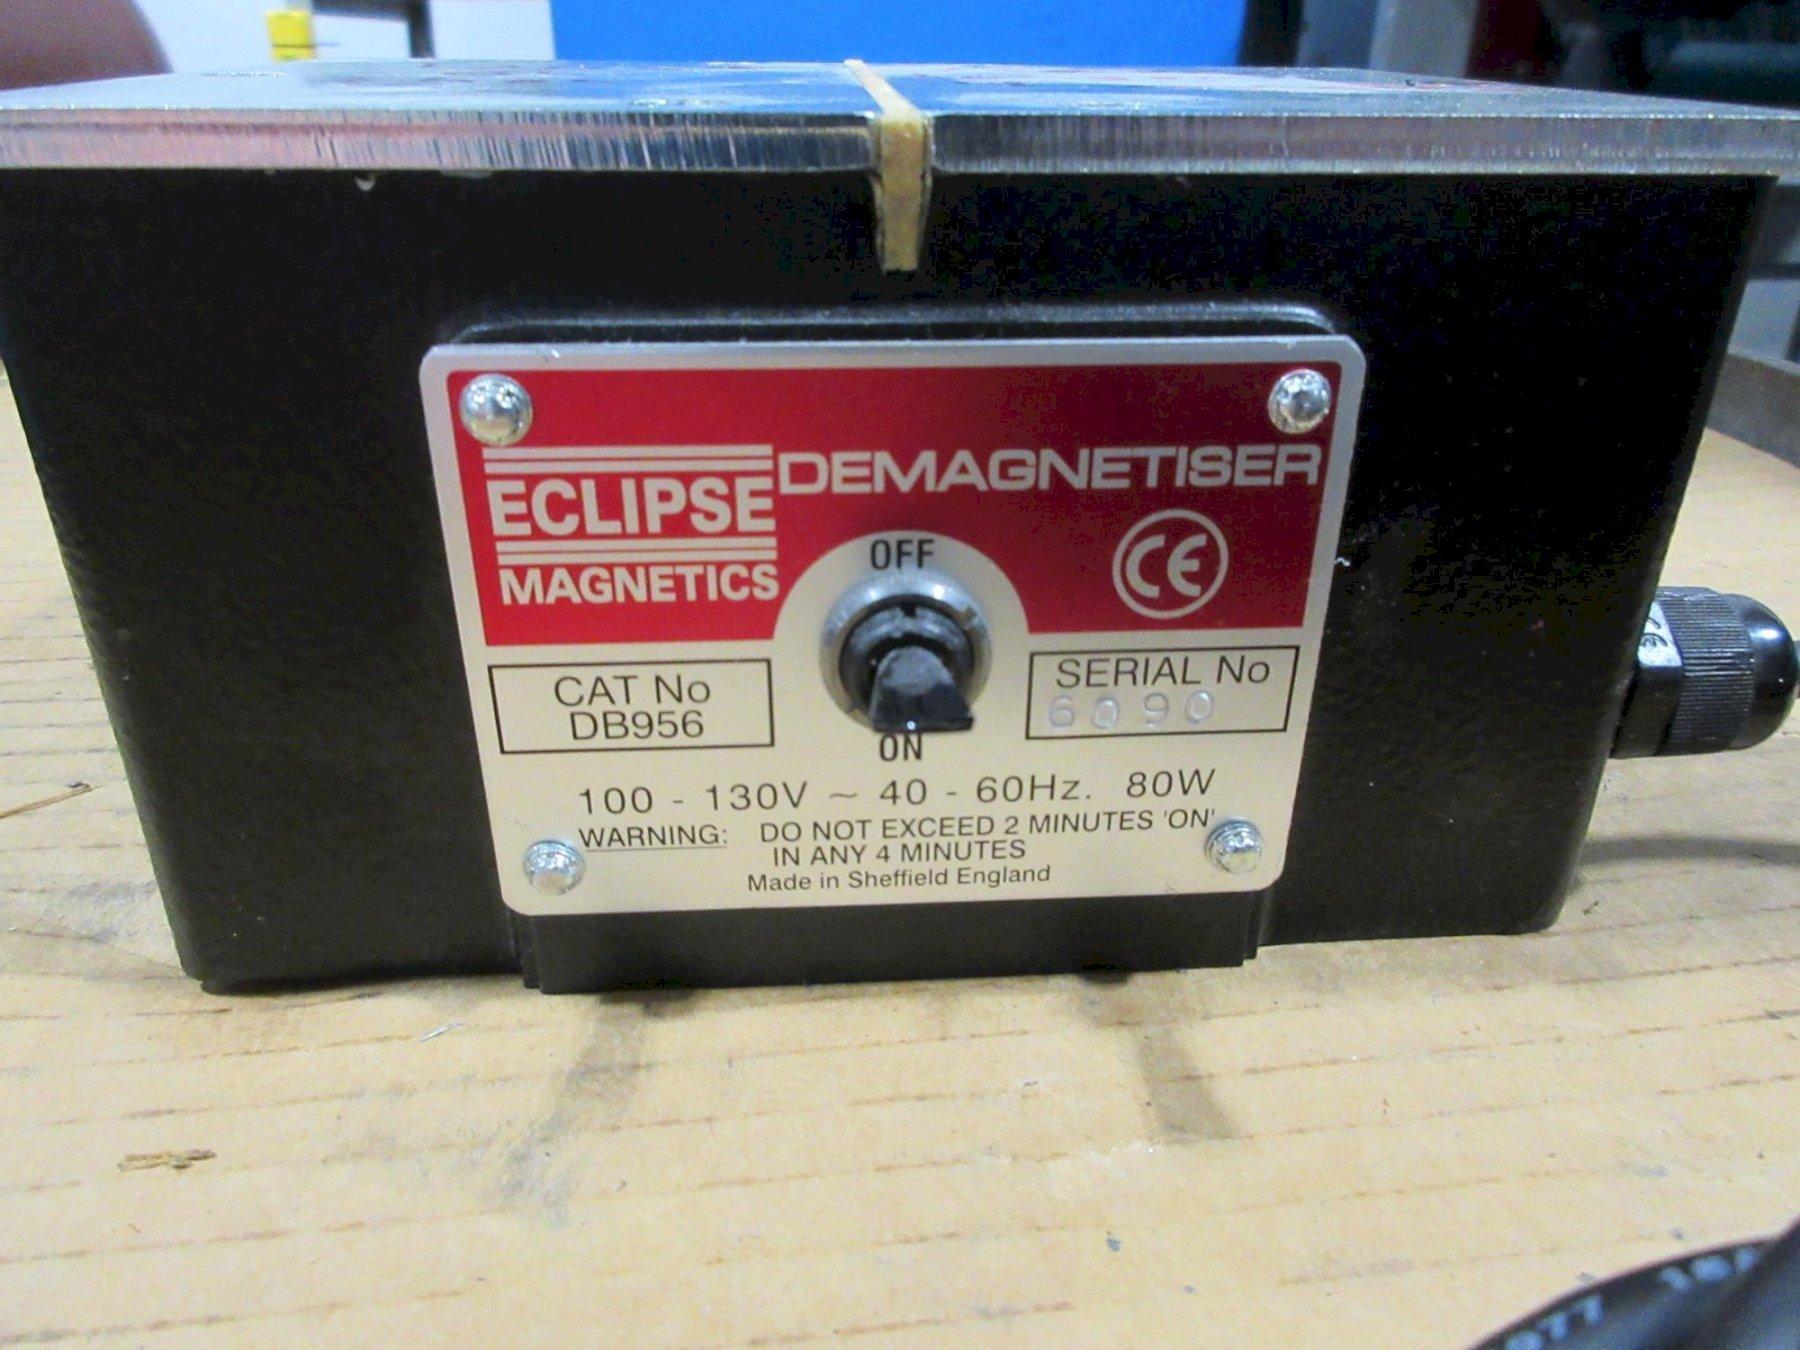 ECLIPSE
MAGNETICS
DEMAGNETISER
OFF
CE
CAT No
DB956
ON
SERIAL No
6090
100 - 130V ~ 40 - 60Hz. 80W
WARNING: DO NOT EXCEED 2 MINUTES 'ON'
IN ANY 4 MINUTES
Made in Sheffield England
CE